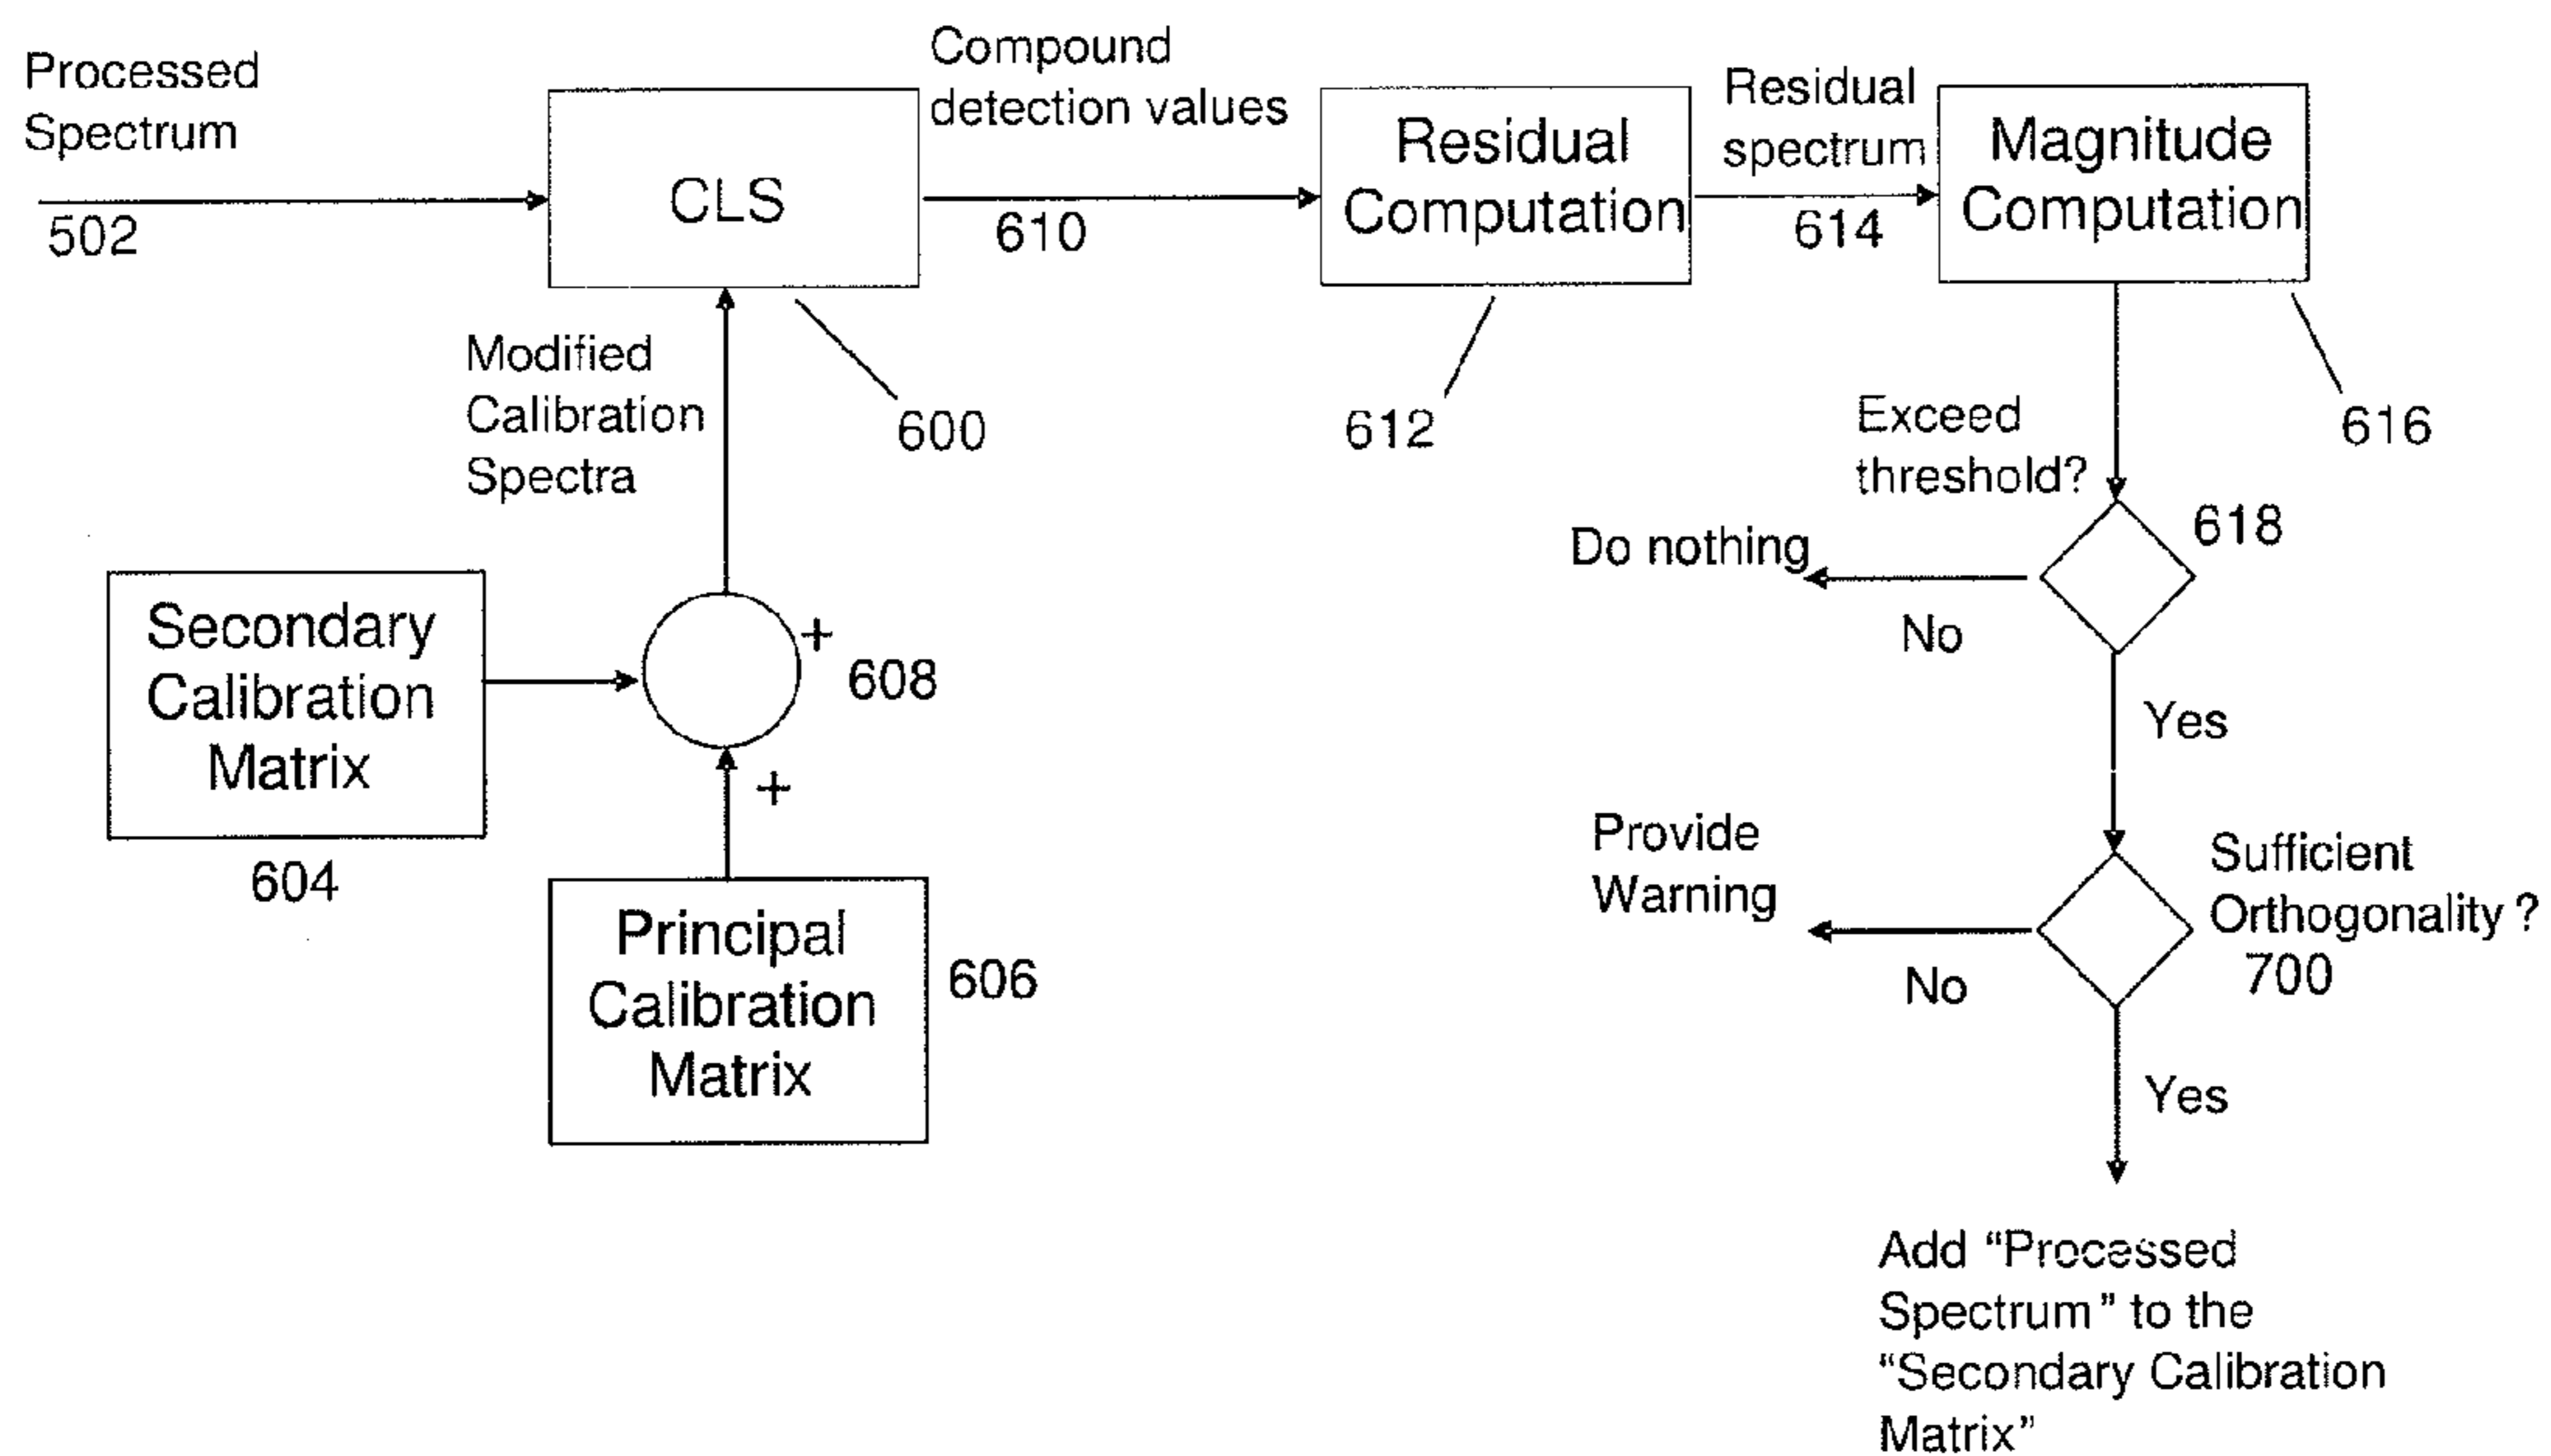 Processed
Spectrum
502
CLS
600
Compound
detection values
610
Residual
Computation
612
Residual
spectrum
614
Magnitude
Computation
616
Modified
Calibration
Spectra
Secondary
Calibration
Matrix
604
+
608
+
Principal
Calibration
Matrix
606
Exceed
threshold?
618
Do nothing
No
Yes
Provide
Warning
No
Sufficient
Orthogonality ?
700
Yes
Add “Processed
Spectrum” to the
“Secondary Calibration
Matrix”